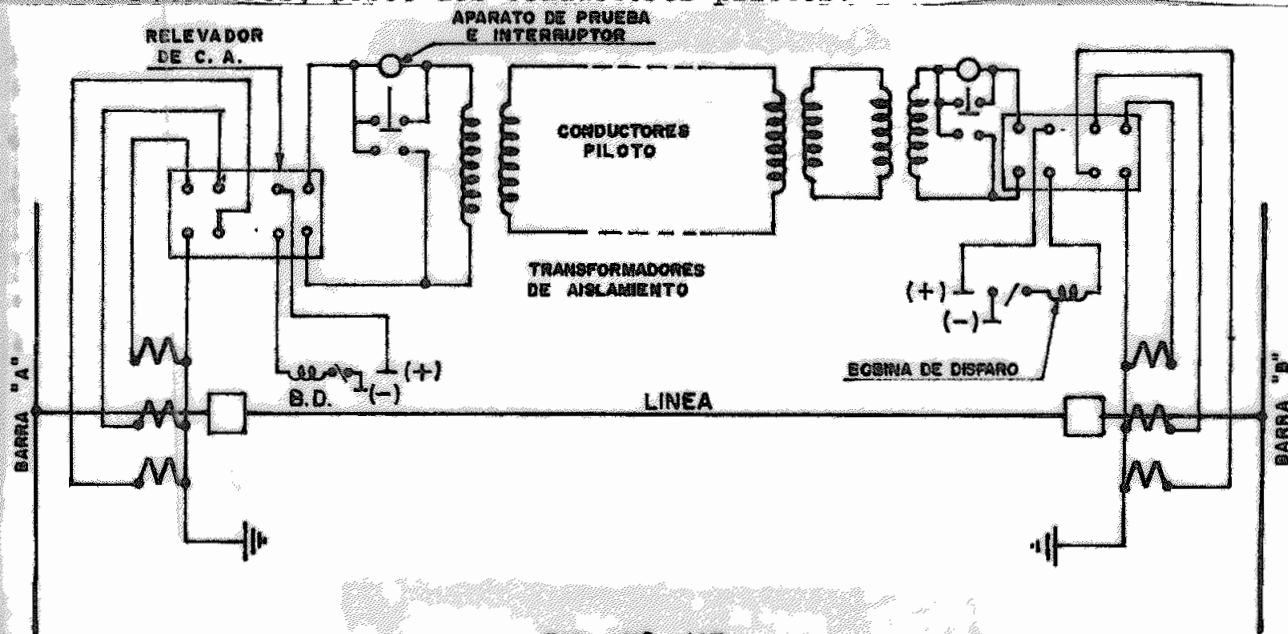 APARATO DE PRUEBA
E INTERRUPTOR
RELEVADOR
DE C. A.
CONDUCTORES
PILOTO
TRANSFORMADORES
DE AISLAMIENTO
(+)
(-)
BOBINA DE DISPARO
(+)
B.D.
(-)
LINEA
BARRA "A"
BARRA "B"